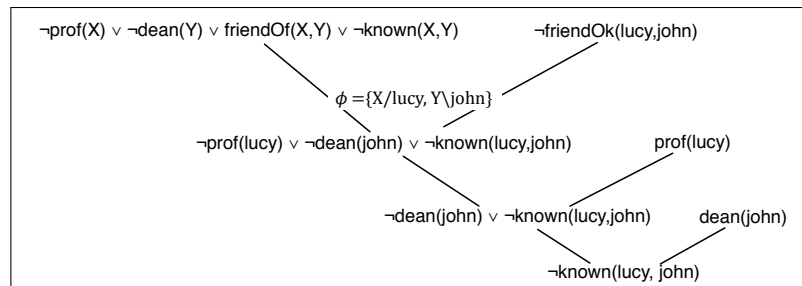 ¬prof(X) ∨ ¬dean(Y) ∨ friendOf(X,Y) ∨ ¬known(X,Y) ¬friendOk(lucy,john)
ϕ ={X/lucy, Y\john}
¬prof(lucy) ∨ ¬dean(john) ∨ ¬known(lucy,john) prof(lucy)
¬dean(john) ∨ ¬known(lucy,john) dean(john)
¬known(lucy, john)